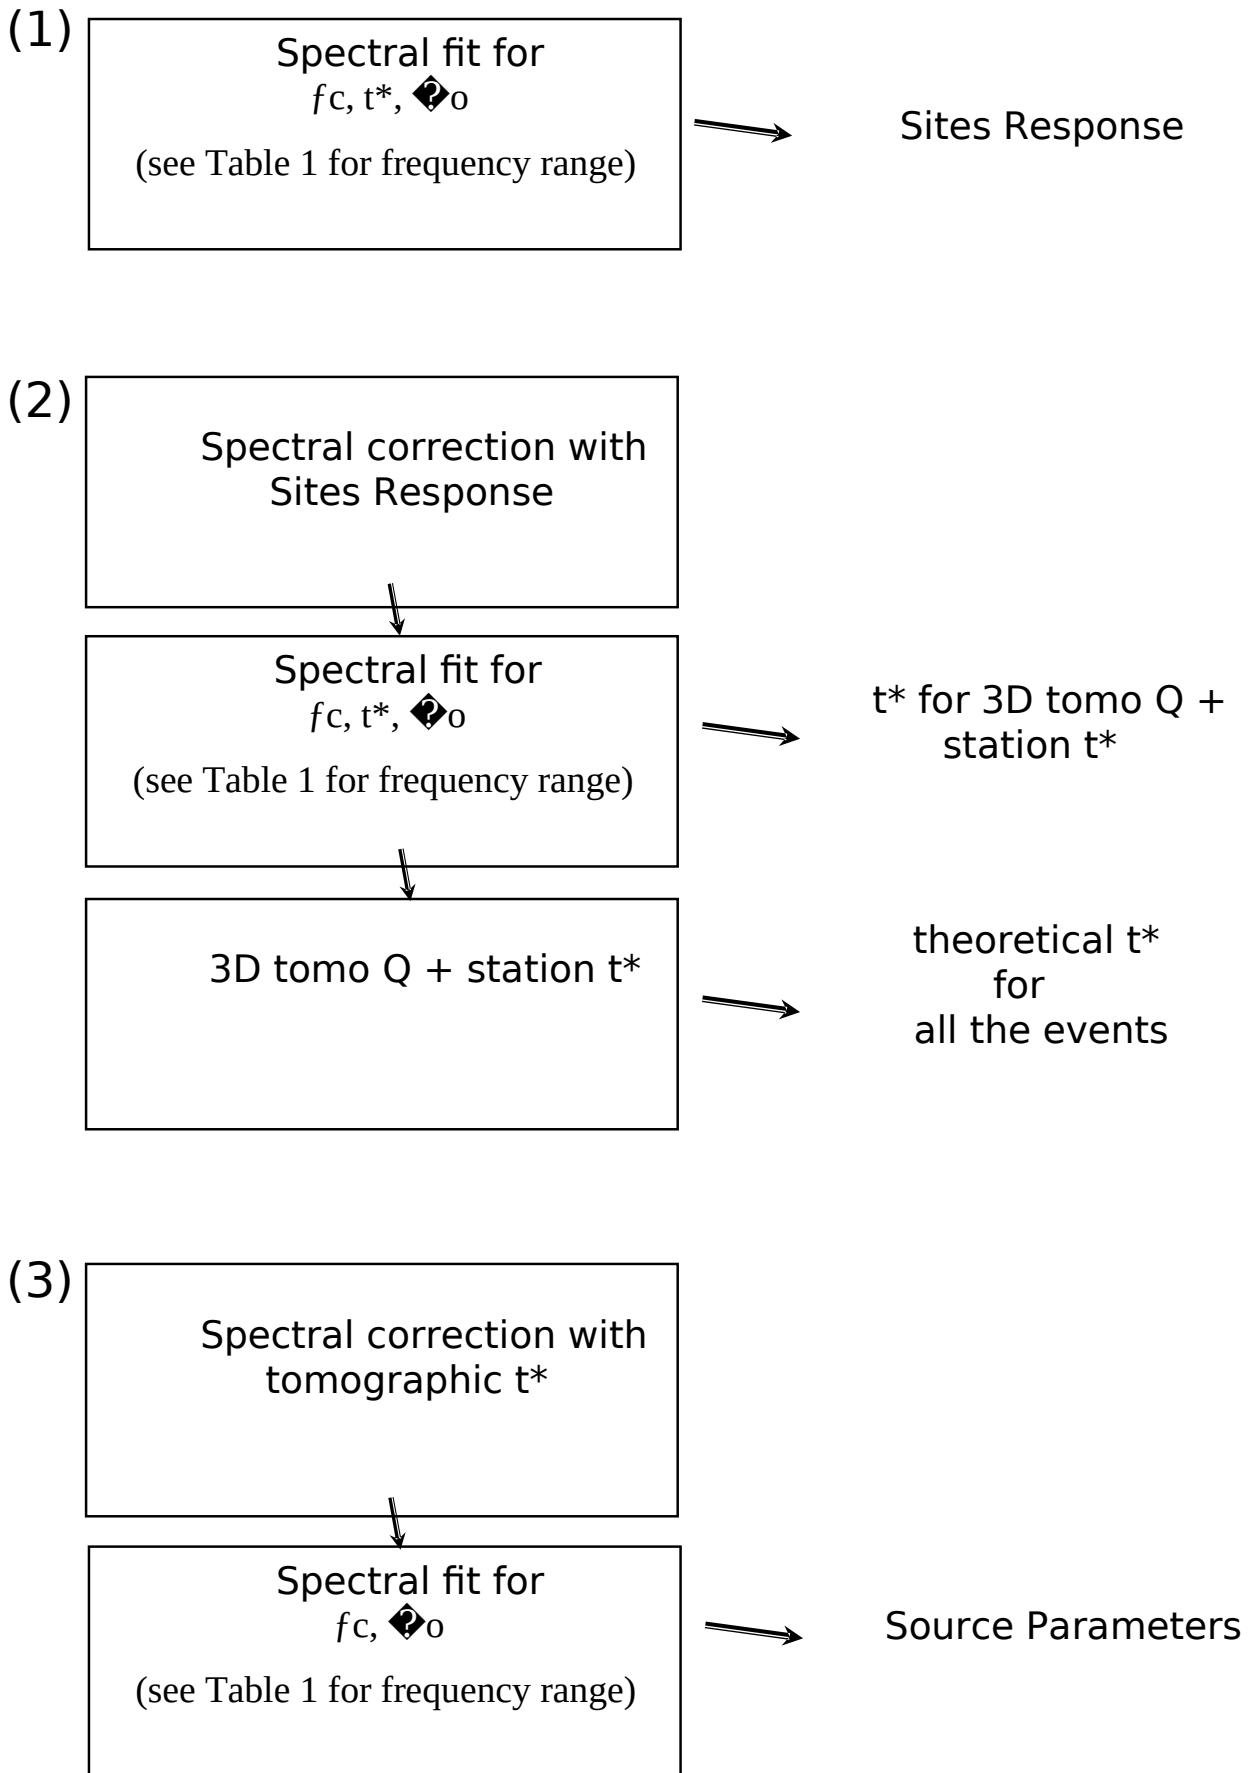 (1)
Spectral fit for
ƒc, t*, �o
(see Table 1 for frequency range)
Sites Response
(2)
Spectral correction with
Sites Response
Spectral fit for
ƒc, t*, �o
(see Table 1 for frequency range)
t* for 3D tomo Q +
station t*
3D tomo Q + station t*
theoretical t*
for
all the events
(3)
Spectral correction with
tomographic t*
Spectral fit for
ƒc, �o
(see Table 1 for frequency range)
Source Parameters